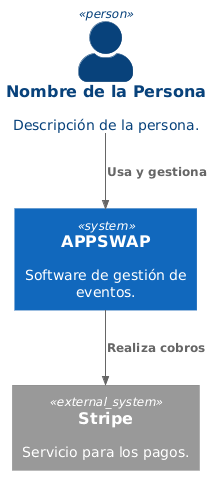 «person»
Nombre de la Persona
Descripción de la persona.
Usa y gestiona
«system»
APPSWAP
Software de gestión de
eventos.
Realiza cobros
«external_system»
Stripe
Servicio para los pagos.